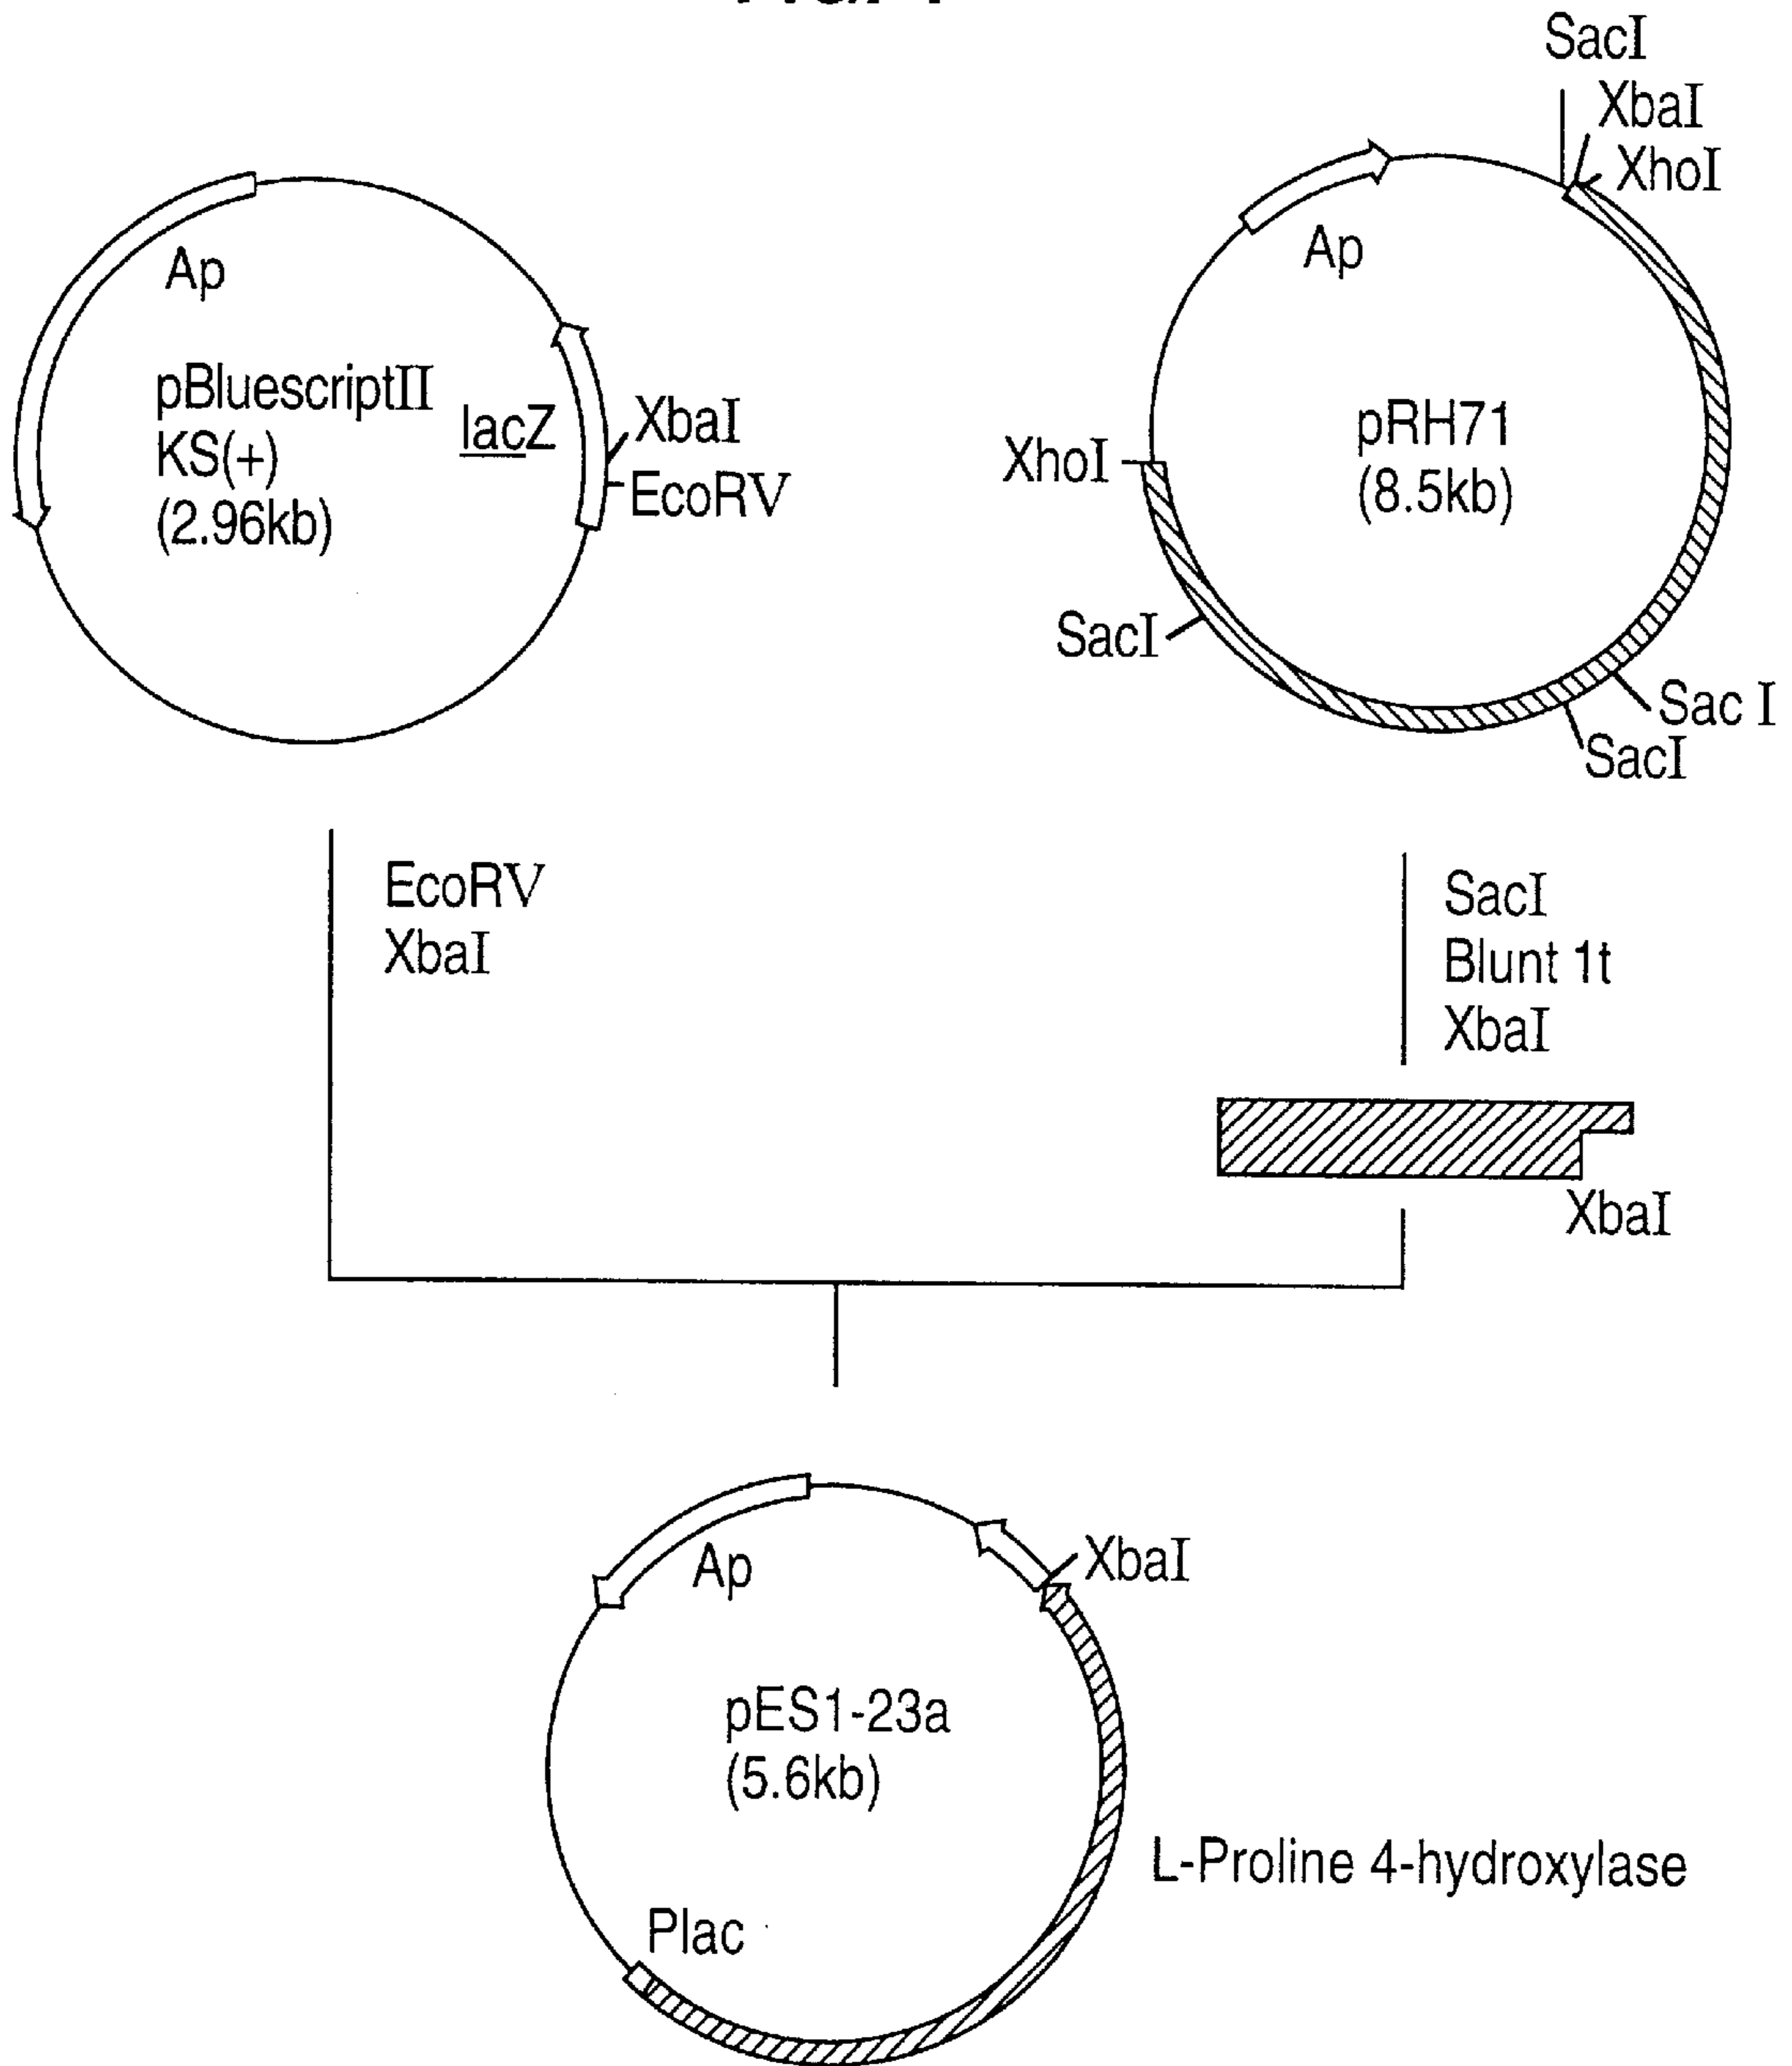 SacI
XbaI
XhoI
Ap
Ap
pBluescriptII
KS(+)
(2.96kb)
lacZ
XbaI
EcoRV
pRH71
(8.5kb)
XhoI
SacI
Sac I
SacI
EcoRV
XbaI
SacI
Blunt 1t
XbaI
XbaI
Ap
XbaI
pES1-23a
(5.6kb)
L-Proline 4-hydroxylase
Plac